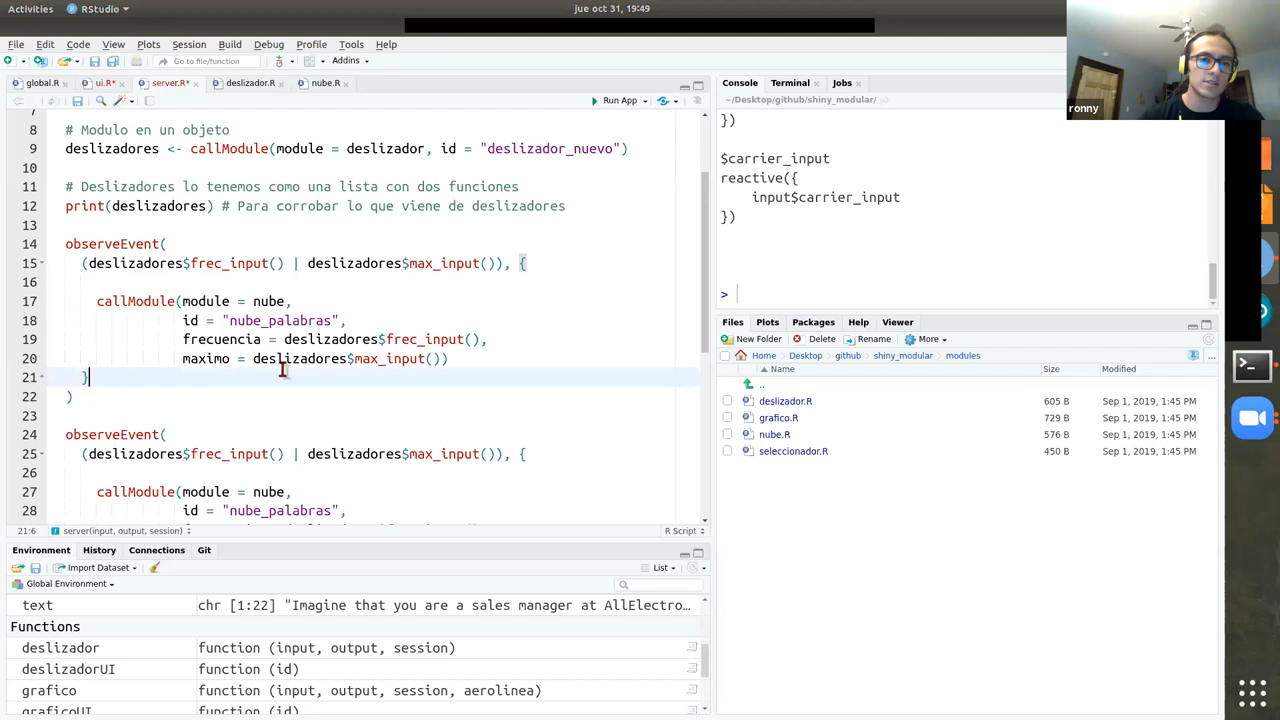 Activities
RStudio
jue oct 31, 19:49
File Edit Code View Plots Session Build Debug Profile Tools Help
Go to file/function
Addins
global.R ui.R* server.R* deslizador.R nube.R
Run App
8 # Modulo en un objeto
9 deslizadores <- callModule(module = deslizador, id = "deslizador_nuevo")
10
11 # Deslizadores lo tenemos como una lista con dos funciones
12 print(deslizadores) # Para corrobar lo que viene de deslizadores
13
14 observeEvent(
15 (deslizadores$frec_input() | deslizadores$max_input()), {
16
17 callModule(module = nube,
18 id = "nube_palabras",
19 frecuencia = deslizadores$frec_input(),
20 maximo = deslizadores$max_input())
21 }
22 )
23
24 observeEvent(
25 (deslizadores$frec_input() | deslizadores$max_input()), {
26
27 callModule(module = nube,
28 id = "nube_palabras",
21:6 server(input, output, session) R Script
Environment History Connections Git
Import Dataset List
Global Environment
text chr [1:22] "Imagine that you are a sales manager at AllElectro…
Functions
deslizador function (input, output, session)
deslizadorUI function (id)
grafico function (input, output, session, aerolinea)
graficoUI function (id)
Console Terminal Jobs
~/Desktop/github/shiny_modular/
})
$carrier_input
reactive({
input$carrier_input
})
>
Files Plots Packages Help Viewer
New Folder Delete Rename More
Home Desktop github shiny_modular modules
Name Size Modified
..
deslizador.R 605 B Sep 1, 2019, 1:45 PM
grafico.R 729 B Sep 1, 2019, 1:45 PM
nube.R 576 B Sep 1, 2019, 1:45 PM
seleccionador.R 450 B Sep 1, 2019, 1:45 PM
ronny